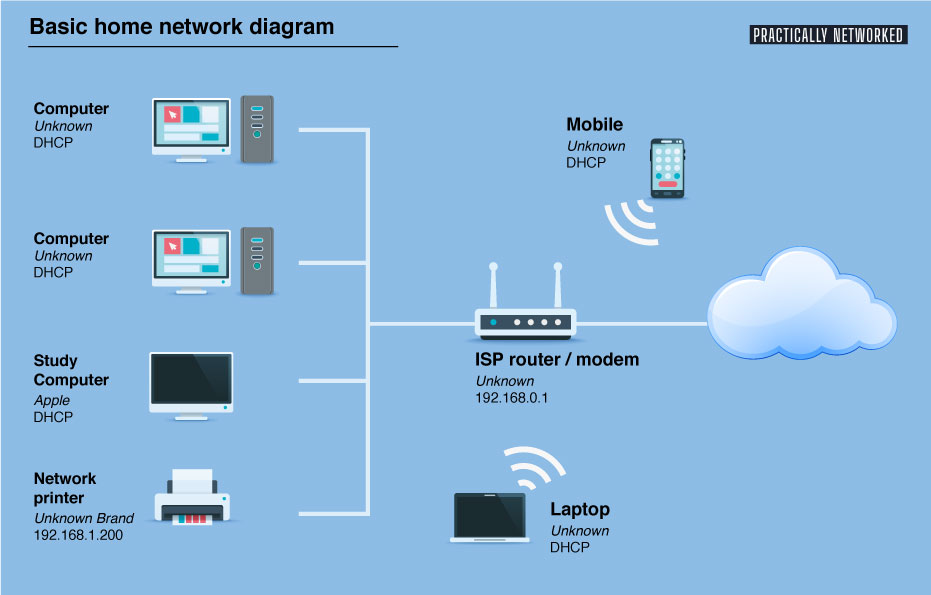 Basic home network diagram
PRACTICALLY NETWORKED
Computer
Unknown
DHCP
Mobile
Unknown
DHCP
Computer
Unknown
DHCP
Study
Computer
Apple
DHCP
ISP router / modem
Unknown
192.168.0.1
Network
printer
Unknown Brand
192.168.1.200
Laptop
Unknown
DHCP